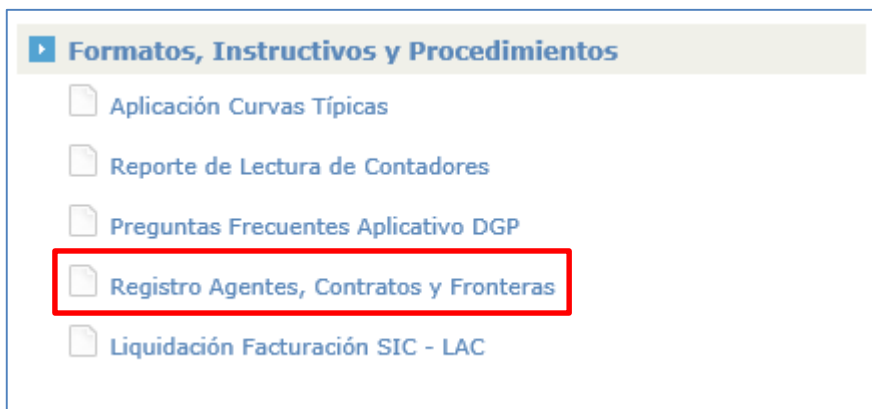 Formatos, Instructivos y Procedimientos
Aplicación Curvas Típicas
Reporte de Lectura de Contadores
Preguntas Frecuentes Aplicativo DGP
Registro Agentes, Contratos y Fronteras
Liquidación Facturación SIC - LAC